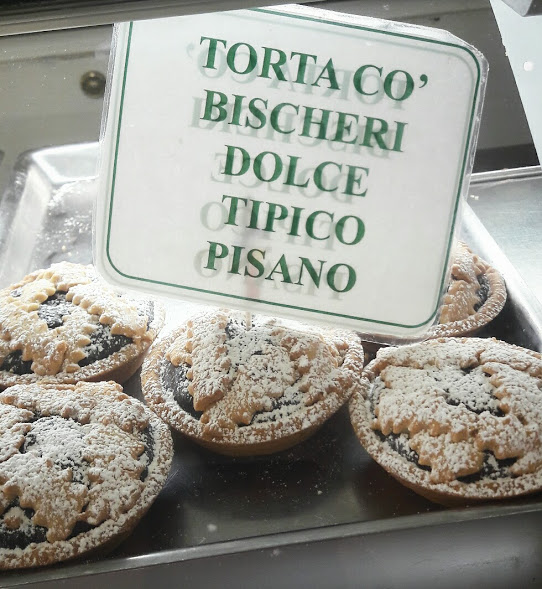 TORTA CO'
BISCHERI
DOLCE
TIPICO
PISANO